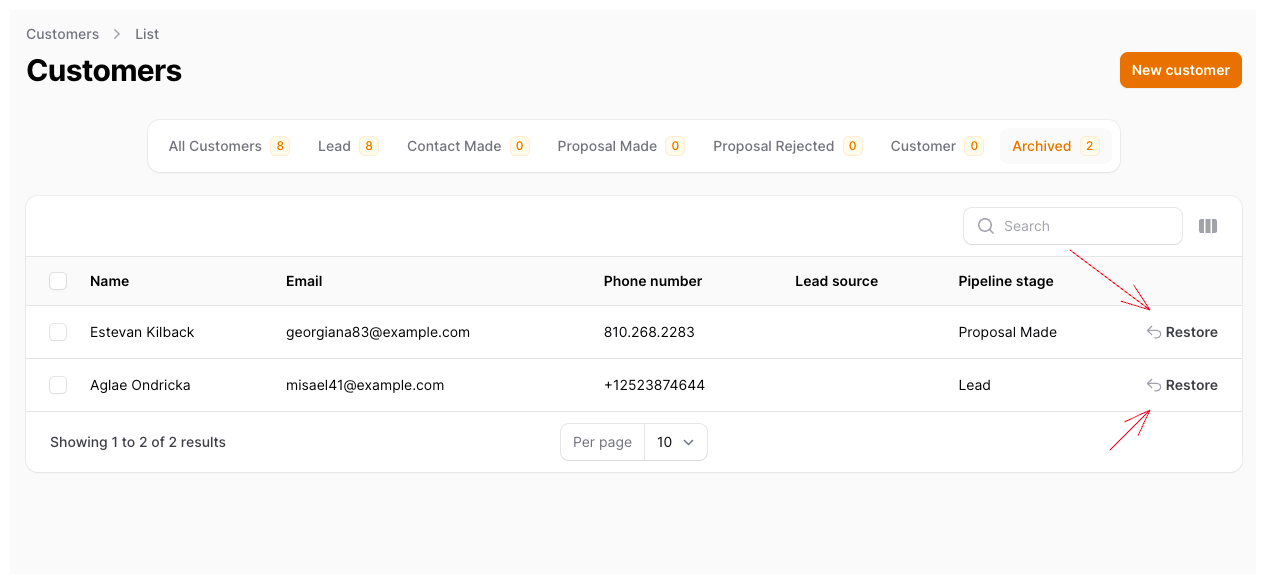 Customers > List
Customers
New customer
All Customers 8 Lead 8 Contact Made 0 Proposal Made 0 Proposal Rejected 0 Customer 0 Archived 2
Search
Name Email Phone number Lead source Pipeline stage
Estevan Kilback georgiana83@example.com 810.268.2283 Proposal Made Restore
Aglae Ondricka misael41@example.com +12523874644 Lead Restore
Showing 1 to 2 of 2 results Per page 10